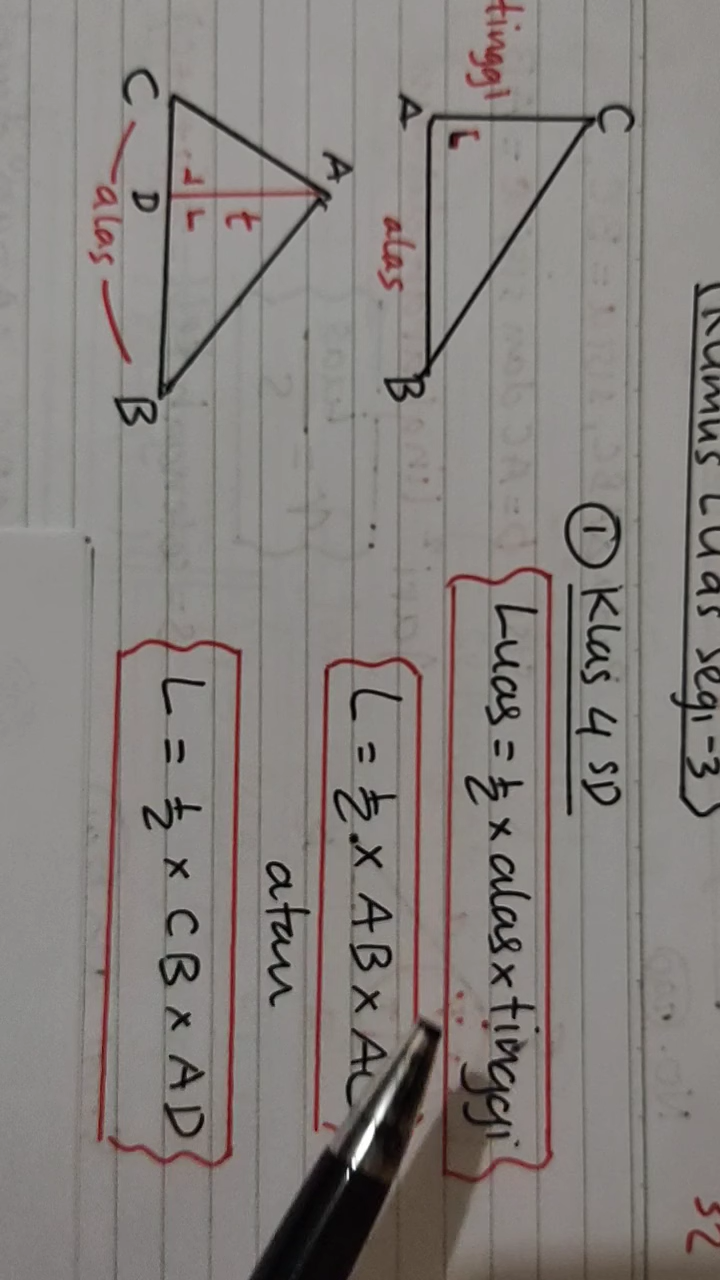 (Rumus Luas segi-3)
① Klas 4 SD
Luas = ½ x alas x tinggi
L = ½ x AB x AC
atau
L = ½ x CB x AD
C
tinggi
A
alas
B
A
t
C
D
B
alas
52